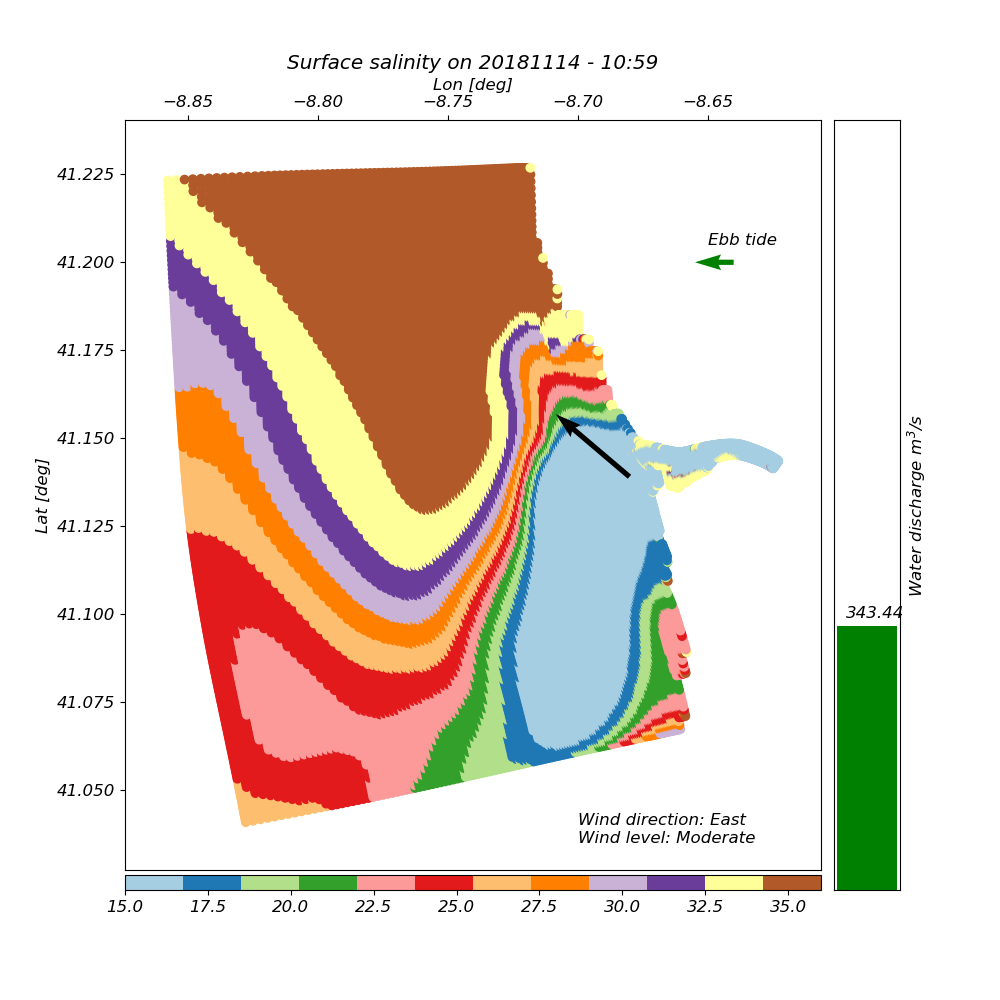 Surface salinity on 20181114 - 10:59
Lon [deg]
−8.85 −8.80 −8.75 −8.70 −8.65
41.225
Ebb tide
41.200
41.175
41.150
Lat [deg]
41.125
41.100
41.075
41.050
Water discharge m³/s
343.44
Wind direction: East
Wind level: Moderate
15.0 17.5 20.0 22.5 25.0 27.5 30.0 32.5 35.0